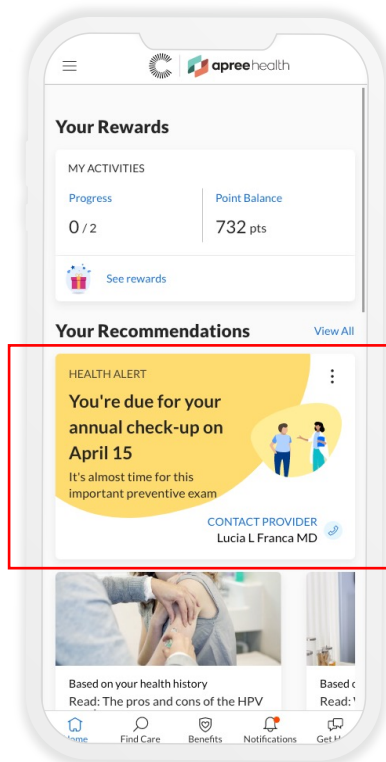 apree health
Your Rewards
MY ACTIVITIES
Progress
Point Balance
0 / 2
732 pts
See rewards
Your Recommendations
View All
HEALTH ALERT
You're due for your
annual check-up on
April 15
It's almost time for this
important preventive exam
CONTACT PROVIDER
Lucia L Franca MD
Based on your health history
Based
Read: The pros and cons of the HPV
Read:
Find Care
Benefits
Notifications
Get